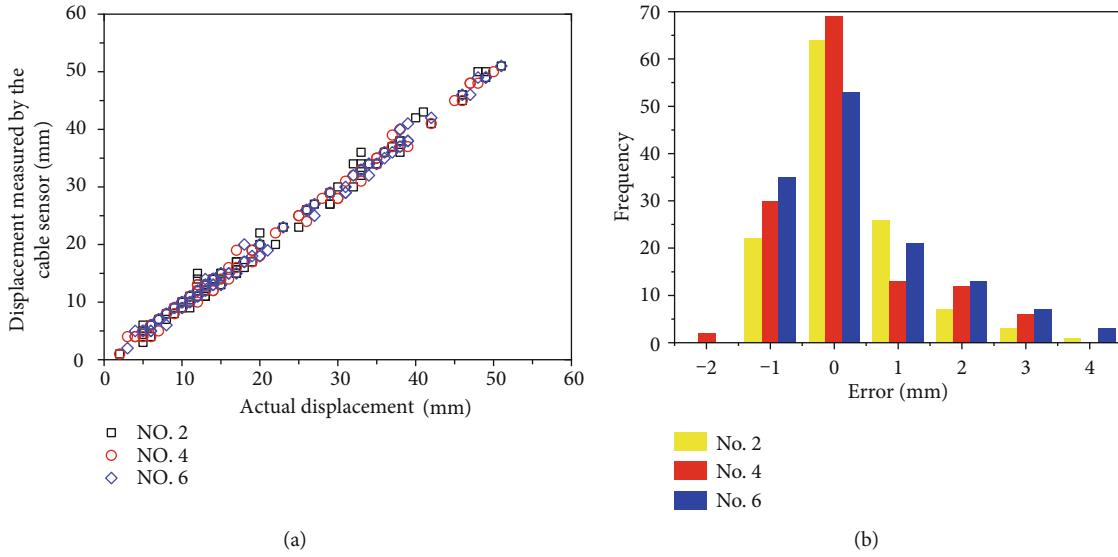 60
50
40
30
20
10
0
0 10 20 30 40 50 60
Displacement measured by the
cable sensor (mm)
Actual displacement (mm)
NO. 2
NO. 4
NO. 6
(a)
70
60
50
40
30
20
10
0
−2 −1 0 1 2 3 4
Frequency
Error (mm)
No. 2
No. 4
No. 6
(b)